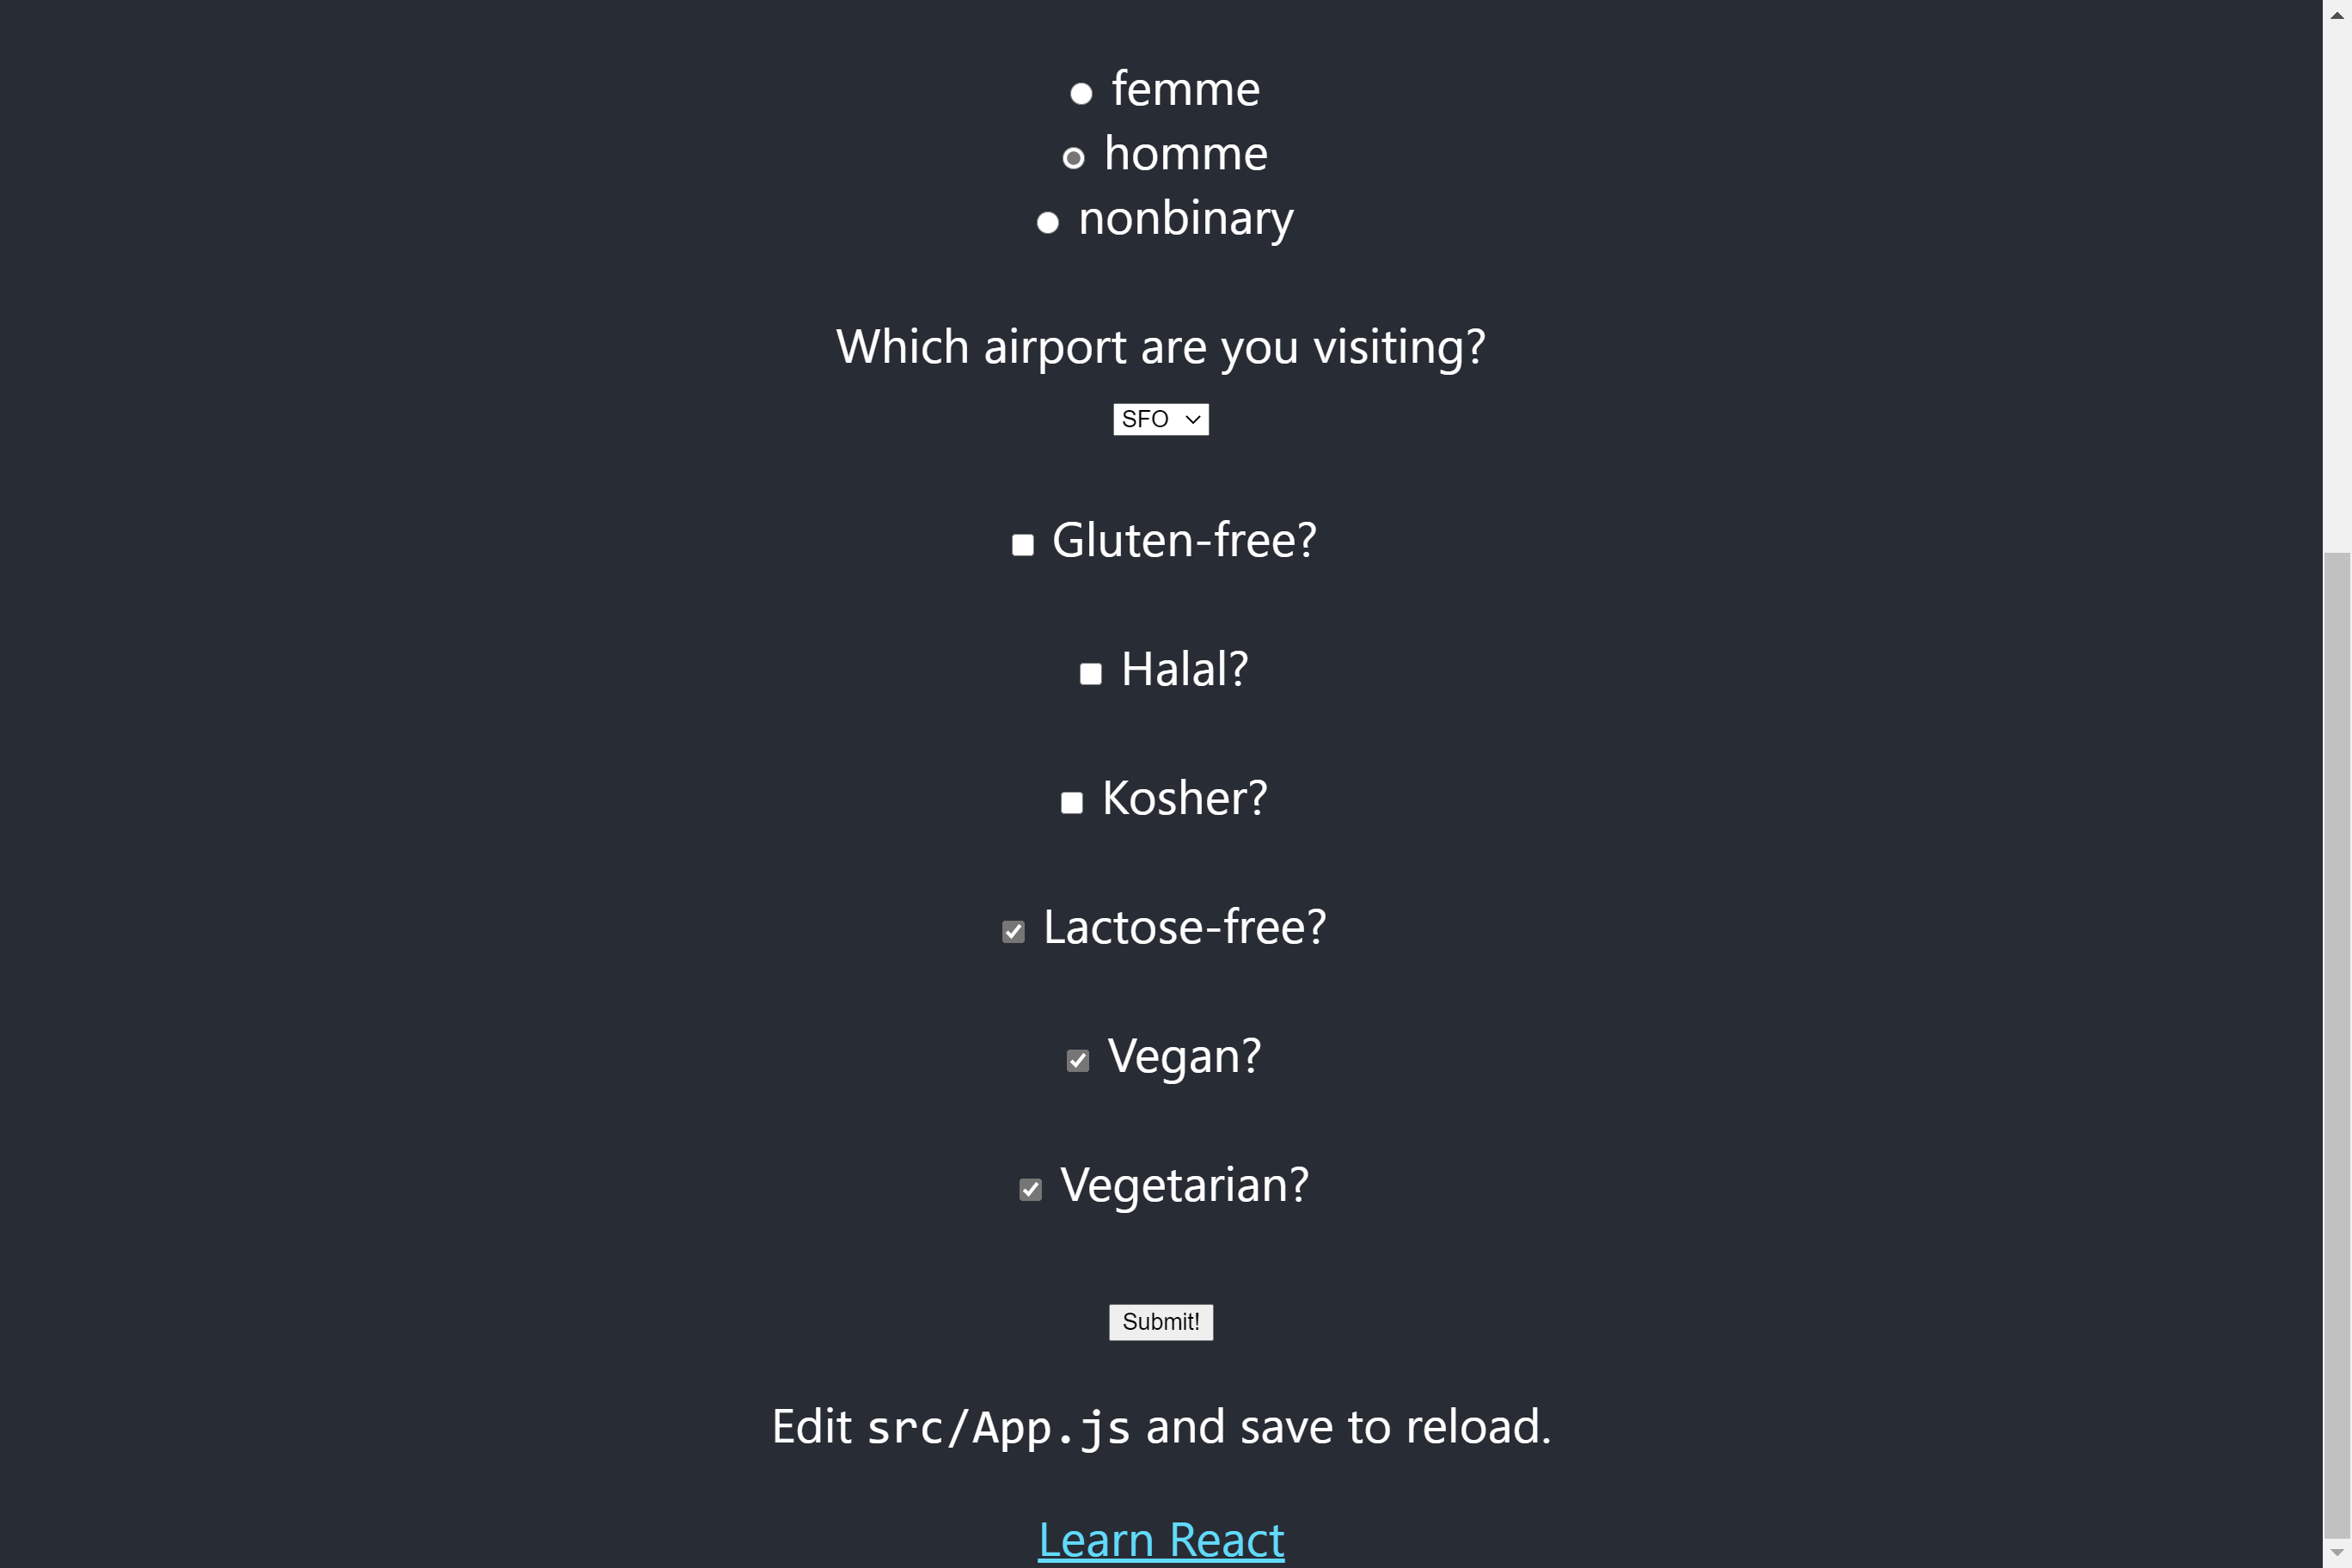 femme
homme
nonbinary
Which airport are you visiting?
SFO
Gluten-free?
Halal?
Kosher?
Lactose-free?
Vegan?
Vegetarian?
Submit!
Edit src/App.js and save to reload.
Learn React